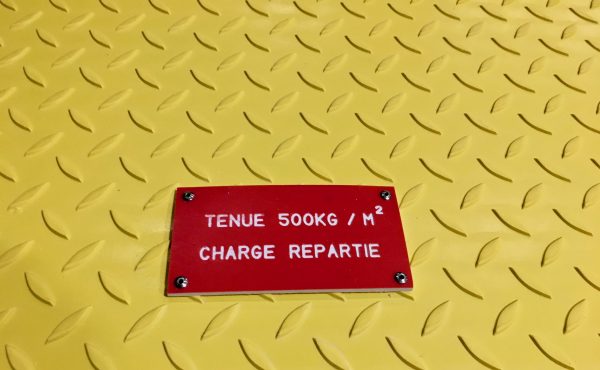 TENUE 500KG / M²
CHARGE REPARTIE